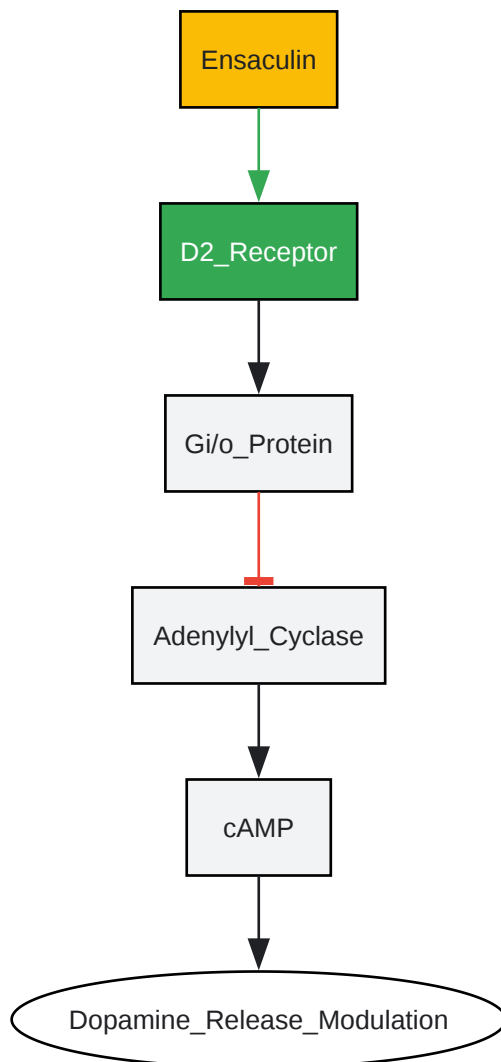 Ensaculin
D2_Receptor
Gi/o_Protein
Adenylyl_Cyclase
cAMP
Dopamine_Release_Modulation